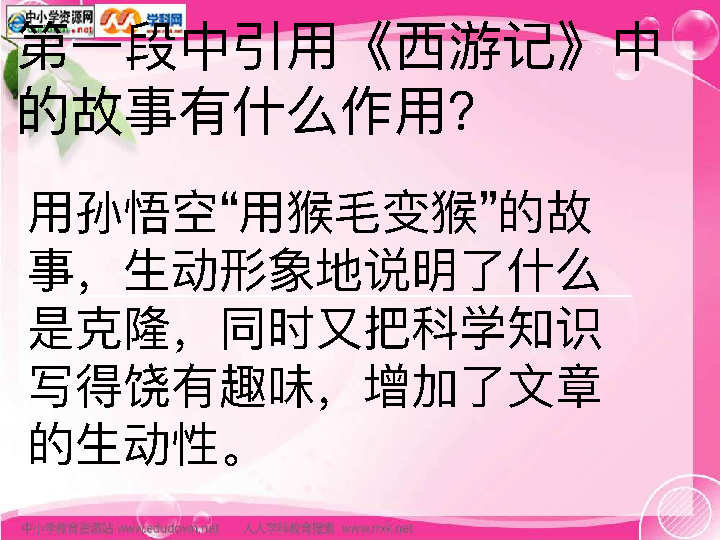 中小学资源网 学科网
第一段中引用《西游记》中
的故事有什么作用？
用孙悟空“用猴毛变猴”的故
事，生动形象地说明了什么
是克隆，同时又把科学知识
写得饶有趣味，增加了文章
的生动性。
中小学教育资源站 www.edudown.net 人人学科教育搜索 www.rrxk.net